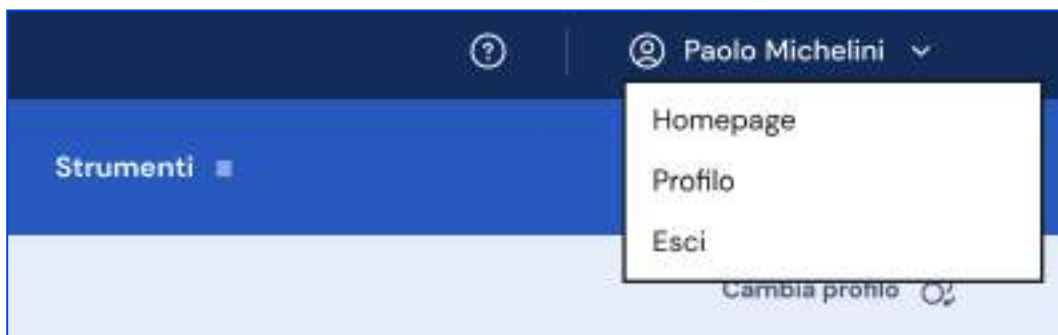 Paolo Michelini
Homepage
Strumenti
Profilo
Esci
Cambia profilo